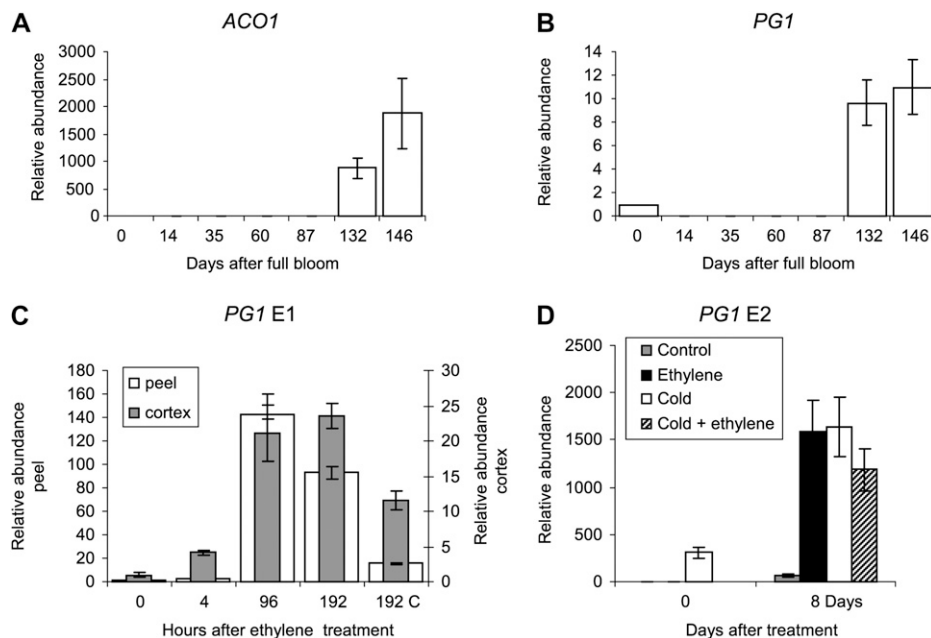 A
ACO1
Relative abundance
3000
2500
2000
1500
1000
500
0
0 14 35 60 87 132 146
Days after full bloom
B
PG1
Relative abundance
14
12
10
8
6
4
2
0
0 14 35 60 87 132 146
Days after full bloom
C
PG1 E1
Relative abundance
peel
180
160
140
120
100
80
60
40
20
0
peel
cortex
30
25
20
15
10
5
0
Relative abundance
cortex
0 4 96 192 192 C
Hours after ethylene treatment
D
PG1 E2
Relative abundance
2500
2000
1500
1000
500
0
Control
Ethylene
Cold
Cold + ethylene
0 8 Days
Days after treatment